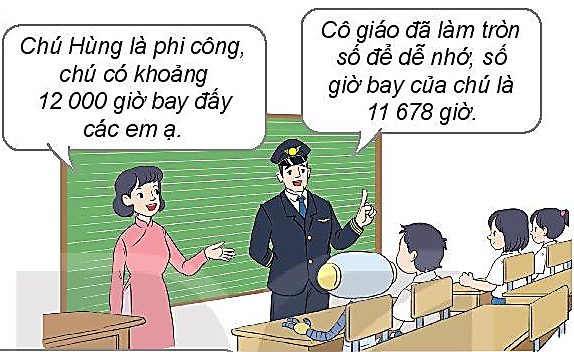 Chú Hùng là phi công,
chú có khoảng
12 000 giờ bay đấy
các em ạ.
Cô giáo đã làm tròn
số để dễ nhớ, số
giờ bay của chú là
11 678 giờ.